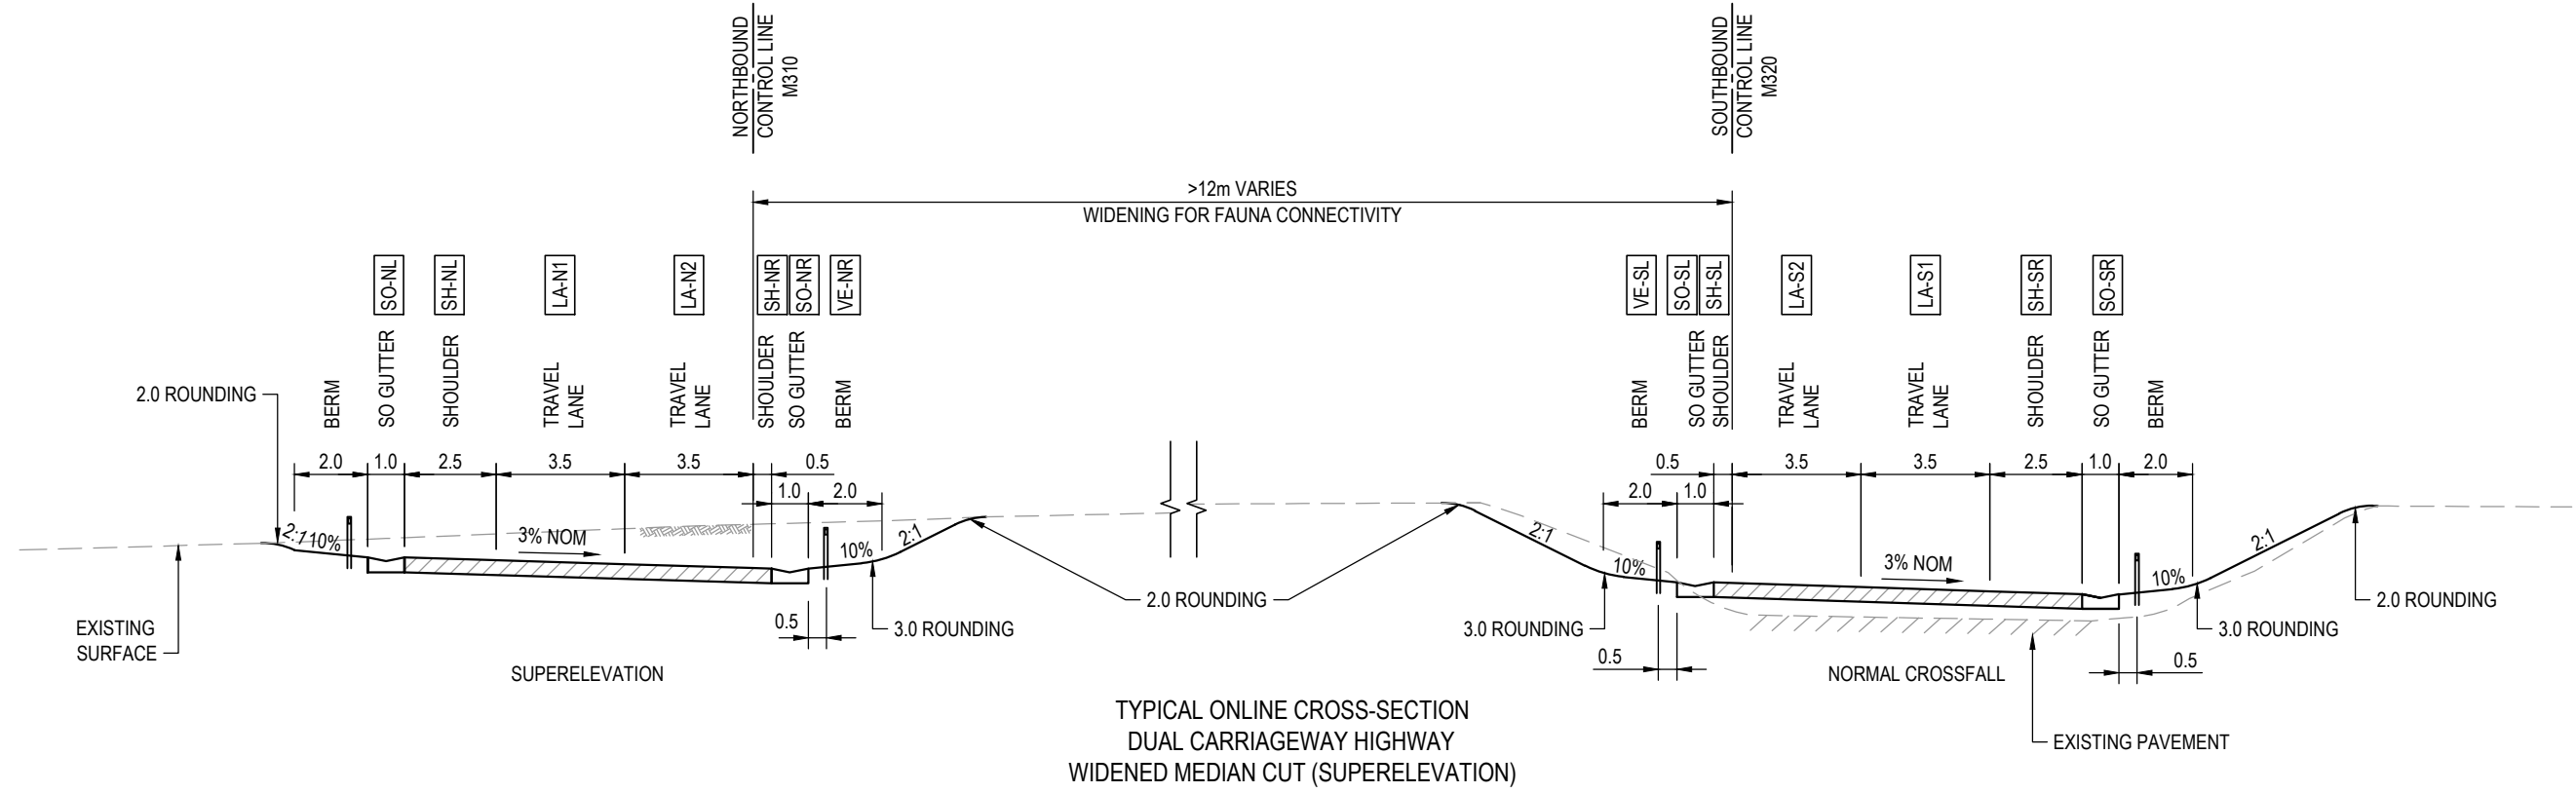 NORTHBOUND
CONTROL LINE
M310
SOUTHBOUND
CONTROL LINE
M320
>12m VARIES
WIDENING FOR FAUNA CONNECTIVITY
SO-NL
SH-NL
LA-N1
LA-N2
SH-NR
SO-NR
VE-NR
VE-SL
SO-SL
SH-SL
LA-S2
LA-S1
SH-SR
SO-SR
BERM
SO GUTTER
SHOULDER
TRAVEL
LANE
TRAVEL
LANE
SHOULDER
SO GUTTER
BERM
BERM
SO GUTTER
SHOULDER
TRAVEL
LANE
TRAVEL
LANE
SHOULDER
SO GUTTER
BERM
2.0 ROUNDING
2.0
1.0
2.5
3.5
3.5
0.5
1.0
2.0
0.5
2.0
1.0
3.5
3.5
2.5
1.0
2.0
2:1
10%
3% NOM
10%
2:1
2:1
10%
3% NOM
10%
2:1
2.0 ROUNDING
2.0 ROUNDING
EXISTING
SURFACE
0.5
3.0 ROUNDING
3.0 ROUNDING
0.5
3.0 ROUNDING
0.5
SUPERELEVATION
NORMAL CROSSFALL
EXISTING PAVEMENT
TYPICAL ONLINE CROSS-SECTION
DUAL CARRIAGEWAY HIGHWAY
WIDENED MEDIAN CUT (SUPERELEVATION)